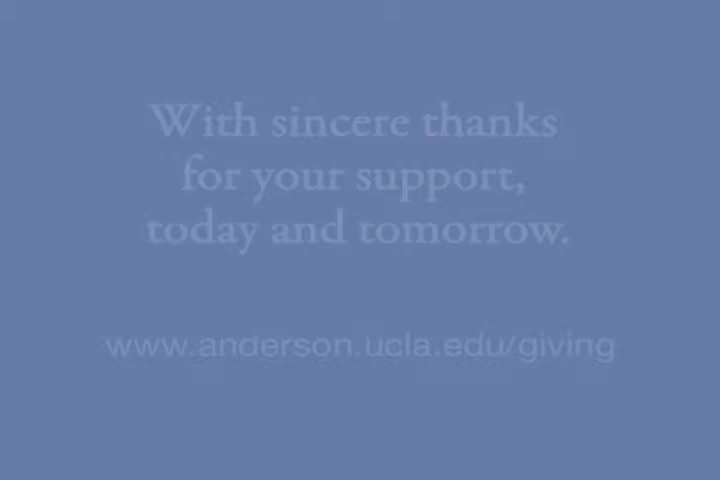 With sincere thanks
for your support,
today and tomorrow.
www.anderson.ucla.edu/giving